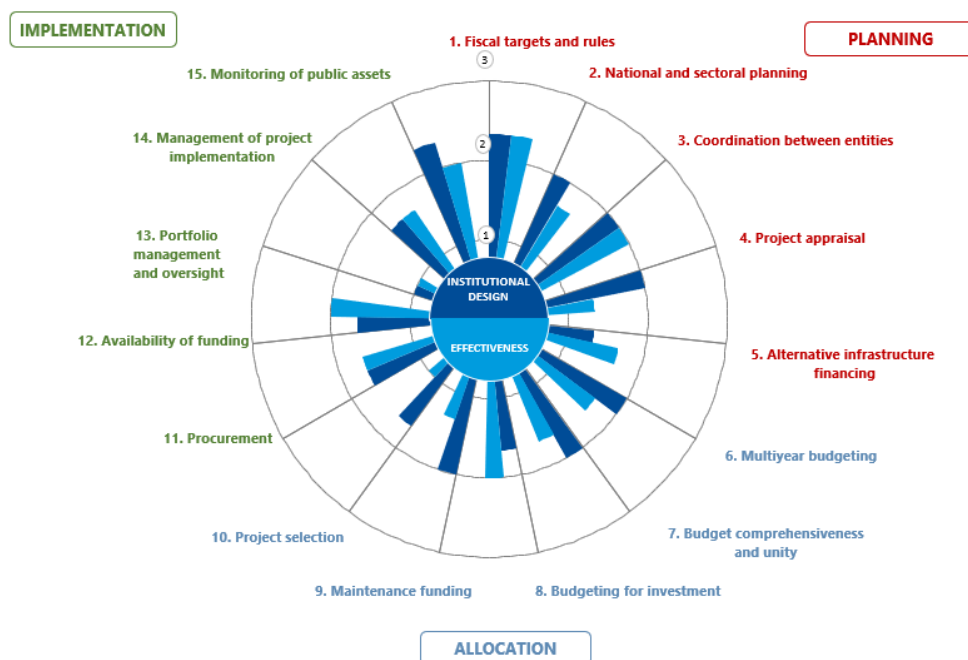 IMPLEMENTATION
PLANNING
1. Fiscal targets and rules
2. National and sectoral planning
3. Coordination between entities
4. Project appraisal
5. Alternative infrastructure
financing
6. Multiyear budgeting
7. Budget comprehensiveness
and unity
8. Budgeting for investment
9. Maintenance funding
10. Project selection
11. Procurement
12. Availability of funding
13. Portfolio
management
and oversight
14. Management of project
implementation
15. Monitoring of public assets
3
2
1
INSTITUTIONAL
DESIGN
EFFECTIVENESS
ALLOCATION